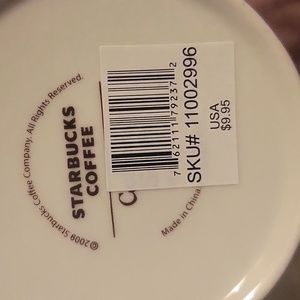 © 2009 Starbucks Coffee Company. All Rights Reserved.
STARBUCKS
COFFEE
Made in China
7 62111 79237 2
SKU# 11002996
USA
$9.95